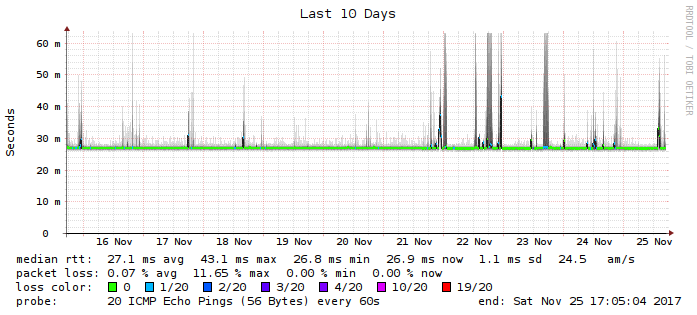 Last 10 Days
RRDTOOL / TOBI OETIKER
Seconds
60 m
50 m
40 m
30 m
20 m
10 m
0
16 Nov 17 Nov 18 Nov 19 Nov 20 Nov 21 Nov 22 Nov 23 Nov 24 Nov 25 Nov
median rtt: 27.1 ms avg 43.1 ms max 26.8 ms min 26.9 ms now 1.1 ms sd 24.5 am/s
packet loss: 0.07 % avg 11.65 % max 0.00 % min 0.00 % now
loss color: 0 1/20 2/20 3/20 4/20 10/20 19/20
probe: 20 ICMP Echo Pings (56 Bytes) every 60s end: Sat Nov 25 17:05:04 2017